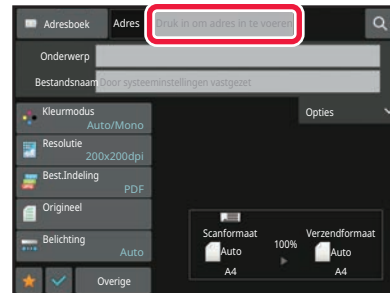 Adresboek
Adres
Druk in om adres in te voeren
Onderwerp
Bestandsnaam
Door systeeminstellingen vastgezet
Kleurmodus
Auto/Mono
Opties
Resolutie
200x200dpi
Best.Indeling
PDF
Origineel
Belichting
Auto
Scanformaat
Auto
A4
100%
Verzendformaat
Auto
A4
Overige